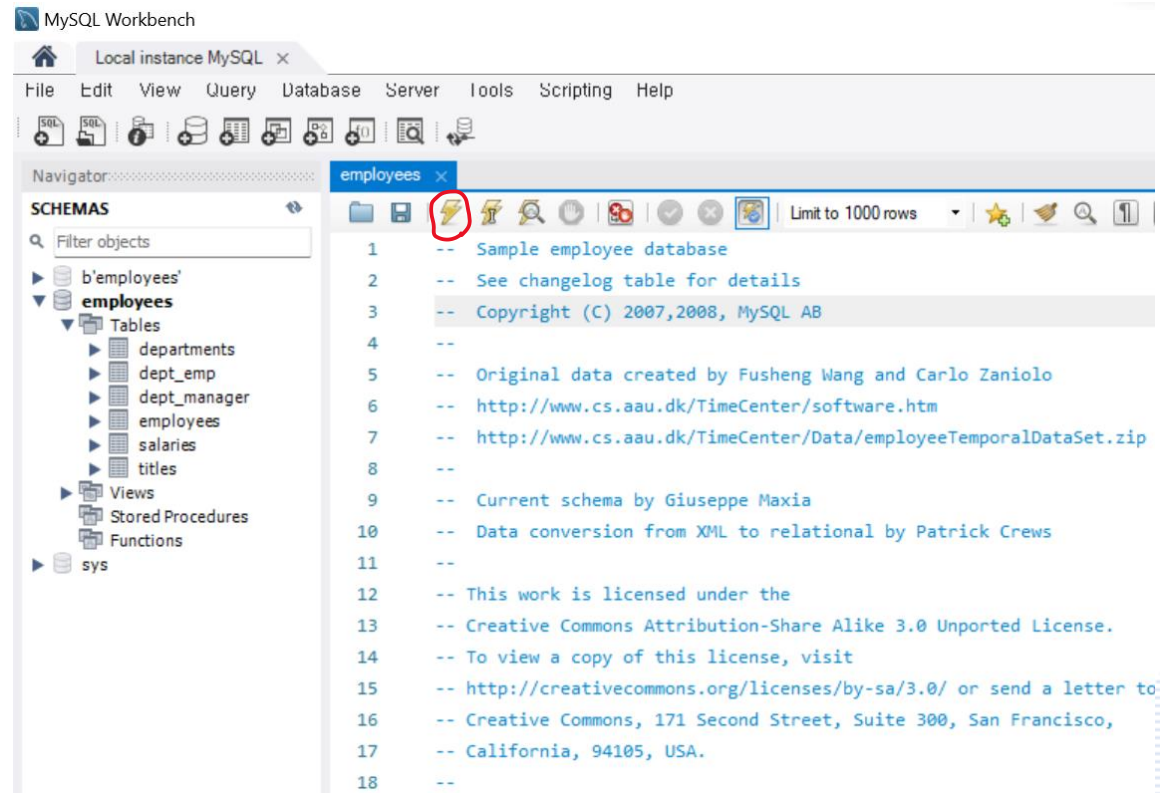 MySQL Workbench
Local instance MySQL ×
File Edit View Query Database Server Tools Scripting Help
SQL SQL
Navigator
SCHEMAS
Filter objects
b'employees'
employees
Tables
departments
dept_emp
dept_manager
employees
salaries
titles
Views
Stored Procedures
Functions
sys
employees ×
Limit to 1000 rows
1 -- Sample employee database
2 -- See changelog table for details
3 -- Copyright (C) 2007,2008, MySQL AB
4 --
5 -- Original data created by Fusheng Wang and Carlo Zaniolo
6 -- http://www.cs.aau.dk/TimeCenter/software.htm
7 -- http://www.cs.aau.dk/TimeCenter/Data/employeeTemporalDataSet.zip
8 --
9 -- Current schema by Giuseppe Maxia
10 -- Data conversion from XML to relational by Patrick Crews
11 --
12 -- This work is licensed under the
13 -- Creative Commons Attribution-Share Alike 3.0 Unported License.
14 -- To view a copy of this license, visit
15 -- http://creativecommons.org/licenses/by-sa/3.0/ or send a letter to
16 -- Creative Commons, 171 Second Street, Suite 300, San Francisco,
17 -- California, 94105, USA.
18 --